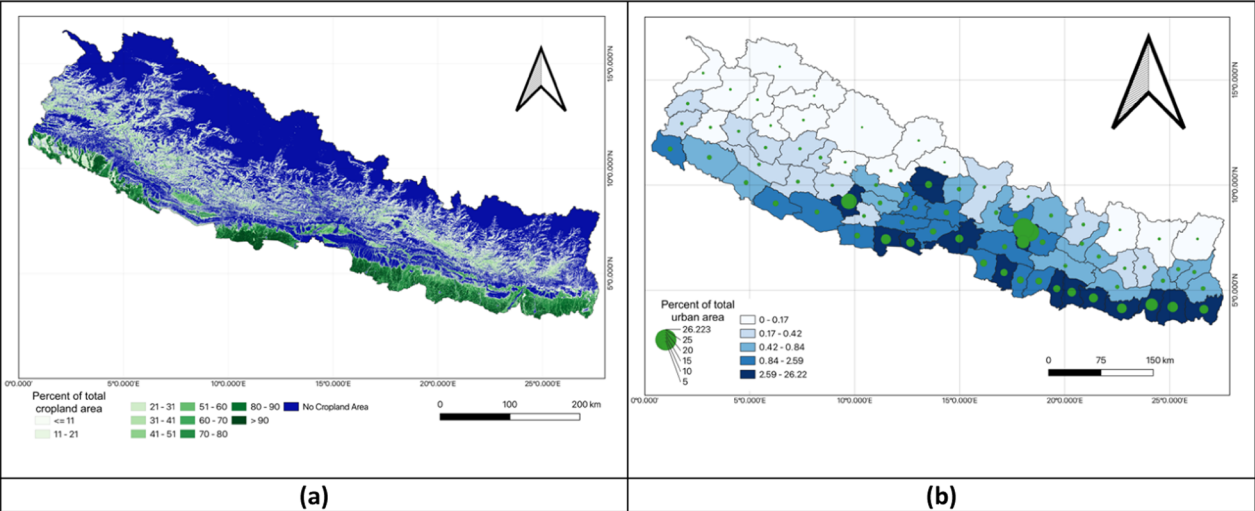 15°0.000'N
10°0.000'N
5°0.000'N
0°0.000'
5°0.000'E
10°0.000'E
15°0.000'E
20°0.000'E
25°0.000'E
Percent of total
cropland area
<= 11
11 - 21
21 - 31
31 - 41
41 - 51
51 - 60
60 - 70
70 - 80
80 - 90
> 90
No Cropland Area
0 100 200 km
(a)
15°0.000'N
10°0.000'N
5°0.000'N
Percent of total
urban area
26.223
25
20
15
10
5
0 - 0.17
0.17 - 0.42
0.42 - 0.84
0.84 - 2.59
2.59 - 26.22
0 75 150 km
0°0.000'
5°0.000'E
10°0.000'E
15°0.000'E
20°0.000'E
25°0.000'E
(b)